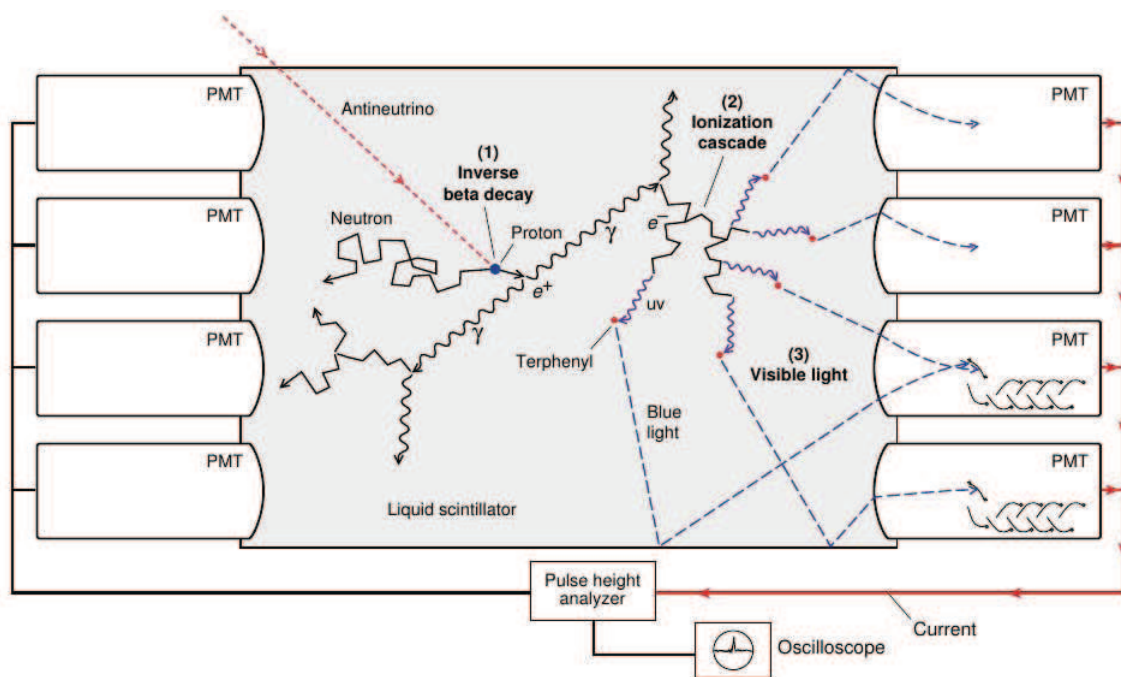 PMT
PMT
Antineutrino
(1)
Inverse
beta decay
(2)
Ionization
cascade
PMT
PMT
Neutron
Proton
γ
e−
e+
γ
uv
Terphenyl
PMT
PMT
(3)
Visible light
Blue
light
PMT
PMT
Liquid scintillator
Pulse height
analyzer
Current
Oscilloscope